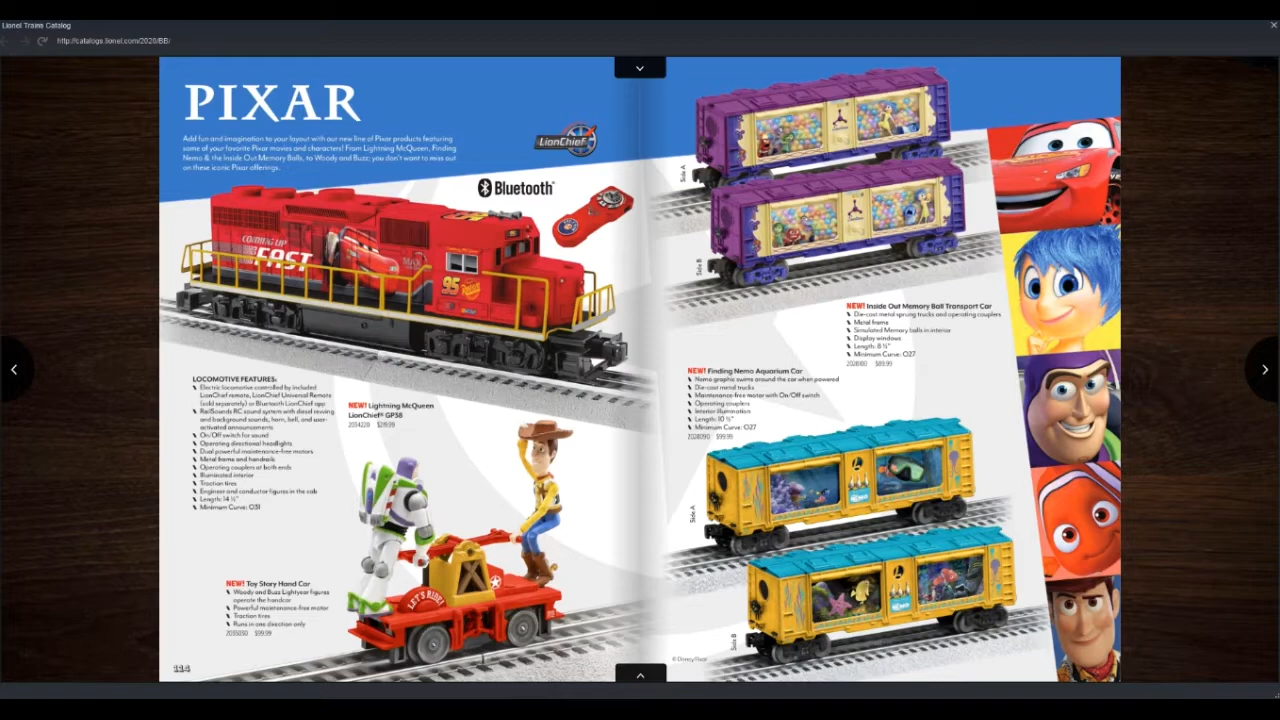 Lionel Trains Catalog
http://catalogs.lionel.com/2020/BB/
PIXAR
Add fun and imagination to your layout with our new line of Pixar products featuring
some of your favorite Pixar movies and characters! From Lightning McQueen, Finding
Nemo & the Inside Out Memory Balls, to Woody and Buzz; you don't want to miss out
on these iconic Pixar offerings.
LionChief
Bluetooth
COMING UP
FAST
95
LOCOMOTIVE FEATURES:
Electric locomotive controlled by included
LionChief remote, LionChief Universal Remote
(sold separately) or Bluetooth LionChief app
RailSounds RC sound system with diesel revving
and background sounds, horn, bell, and user-
activated announcements
On/Off switch for sound
Operating directional headlights
Dual powerful maintenance-free motors
Metal frame and handrails
Operating couplers at both ends
Illuminated interior
Traction tires
Engineer and conductor figures in the cab
Length: 14 ½"
Minimum Curve: O31
NEW! Lightning McQueen
LionChief® GP38
2034220 $219.99
NEW! Toy Story Hand Car
Woody and Buzz Lightyear figures
operate the handcar
Powerful maintenance-free motor
Traction tires
Runs in one direction only
2035030 $99.99
LET'S RIDE!
114
Side A
Side B
NEW! Inside Out Memory Ball Transport Car
Die-cast metal sprung trucks and operating couplers
Metal frame
Simulated Memory balls in interior
Display windows
Length: 8 ½"
Minimum Curve: O27
2028100 $89.99
NEW! Finding Nemo Aquarium Car
Nemo graphic swims around the car when powered
Die-cast metal trucks
Maintenance-free motor with On/Off switch
Operating couplers
Interior illumination
Length: 10 ½"
Minimum Curve: O27
2028090 $99.99
Side A
NEMO
Side B
NEMO
© Disney/Pixar